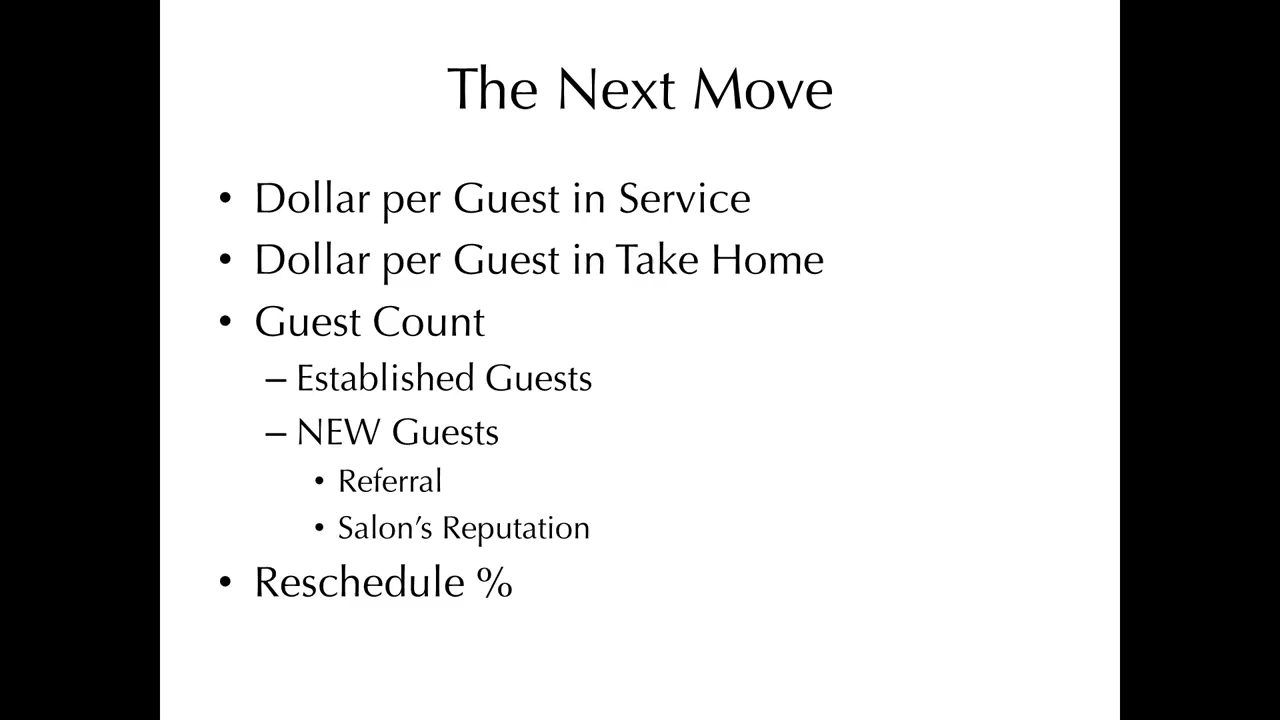 The Next Move
• Dollar per Guest in Service
• Dollar per Guest in Take Home
• Guest Count
– Established Guests
– NEW Guests
• Referral
• Salon’s Reputation
• Reschedule %